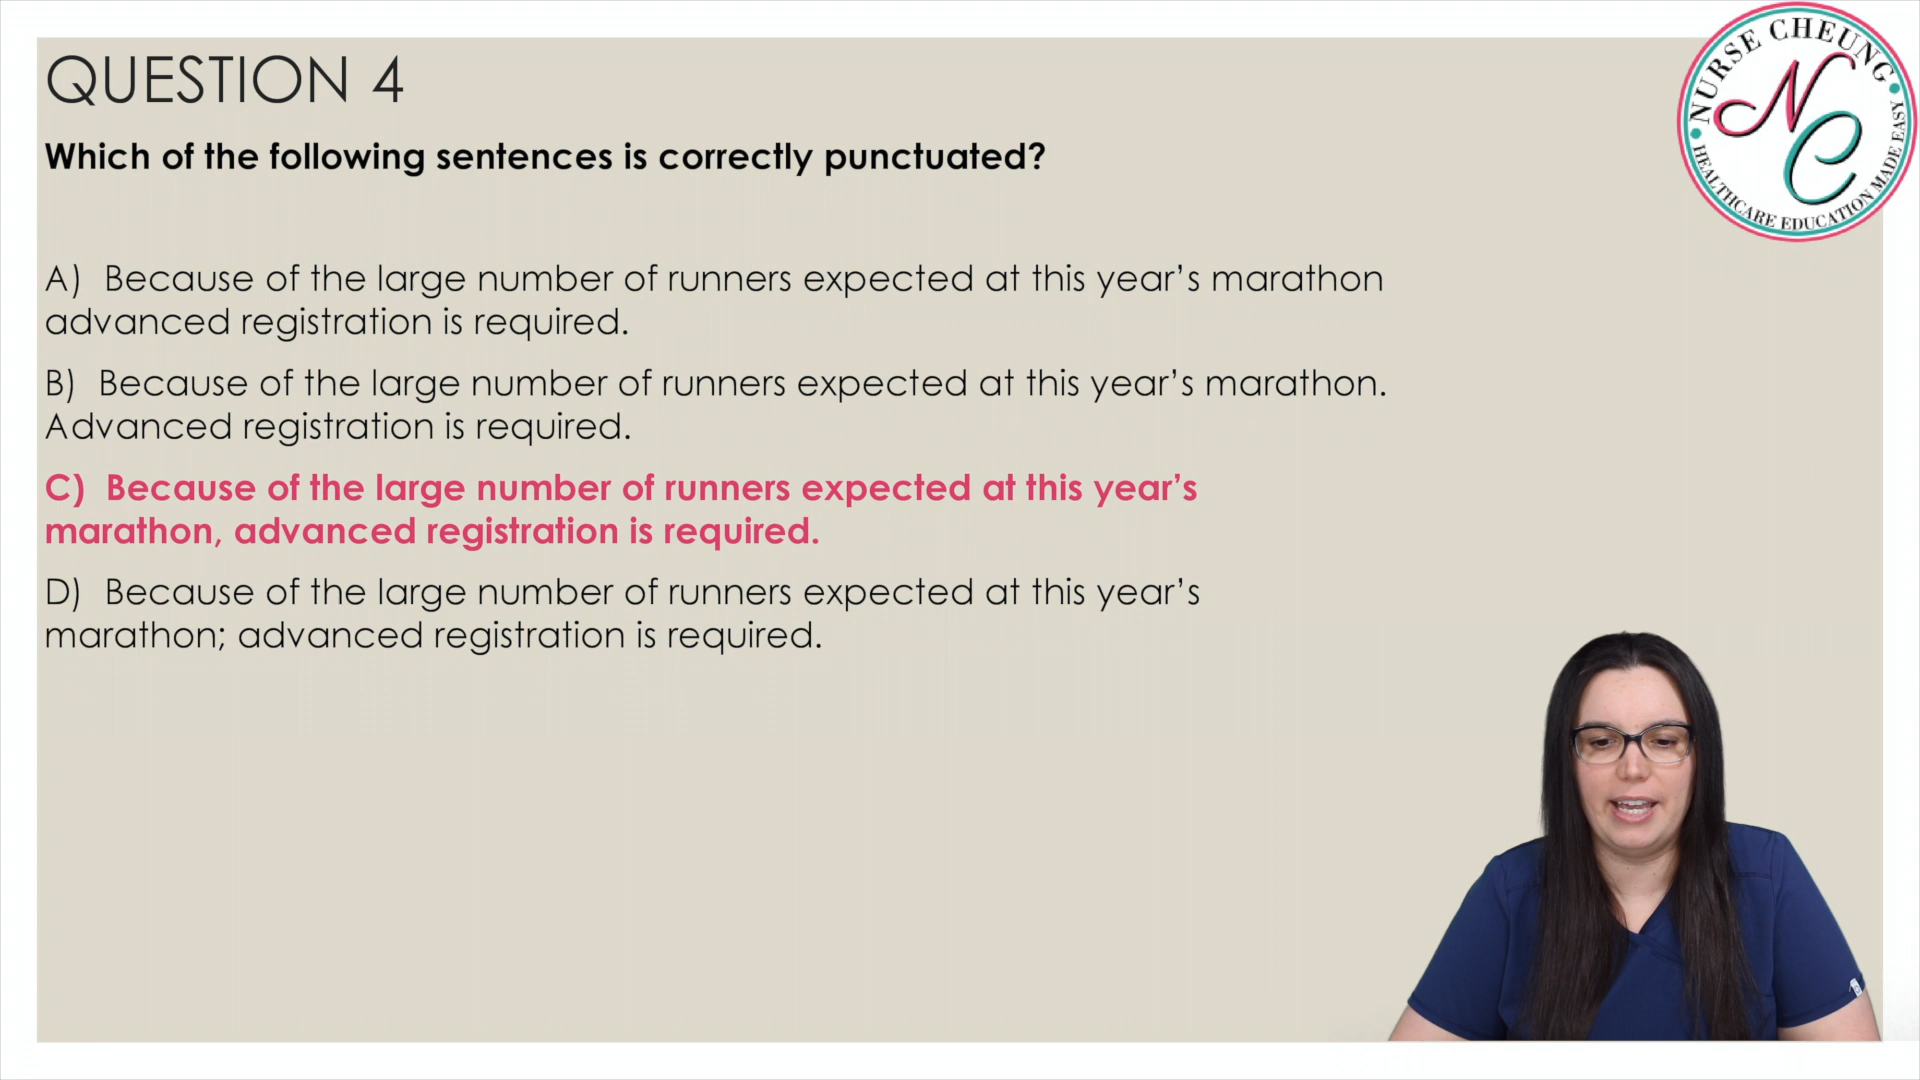 QUESTION 4
Which of the following sentences is correctly punctuated?
A) Because of the large number of runners expected at this year’s marathon
advanced registration is required.
B) Because of the large number of runners expected at this year’s marathon.
Advanced registration is required.
C) Because of the large number of runners expected at this year’s
marathon, advanced registration is required.
D) Because of the large number of runners expected at this year’s
marathon; advanced registration is required.
NURSE CHEUNG
NC
HEALTHCARE EDUCATION MADE EASY